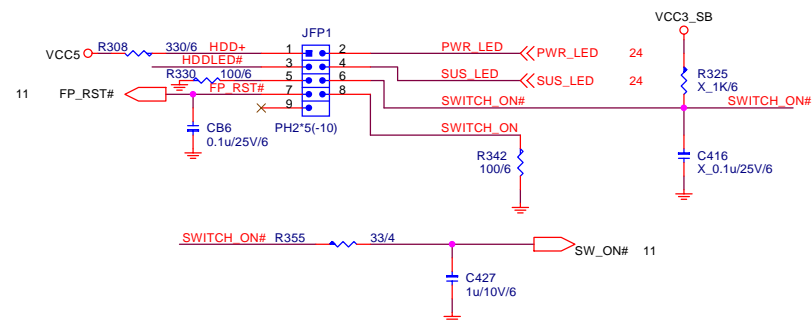 VCC3_SB
JFP1
R308 330/6 HDD+ 1 2 PWR_LED PWR_LED 24
VCC5
HDDLED# 3 4
R325
X_1K/6
R330 100/6 5 6 SUS_LED SUS_LED 24
11 FP_RST# FP_RST# 7 8 SWITCH_ON# SWITCH_ON#
9
CB6
0.1u/25V/6
PH2*5(-10) SWITCH_ON
R342
100/6
C416
X_0.1u/25V/6
SWITCH_ON# R355 33/4
SW_ON# 11
C427
1u/10V/6